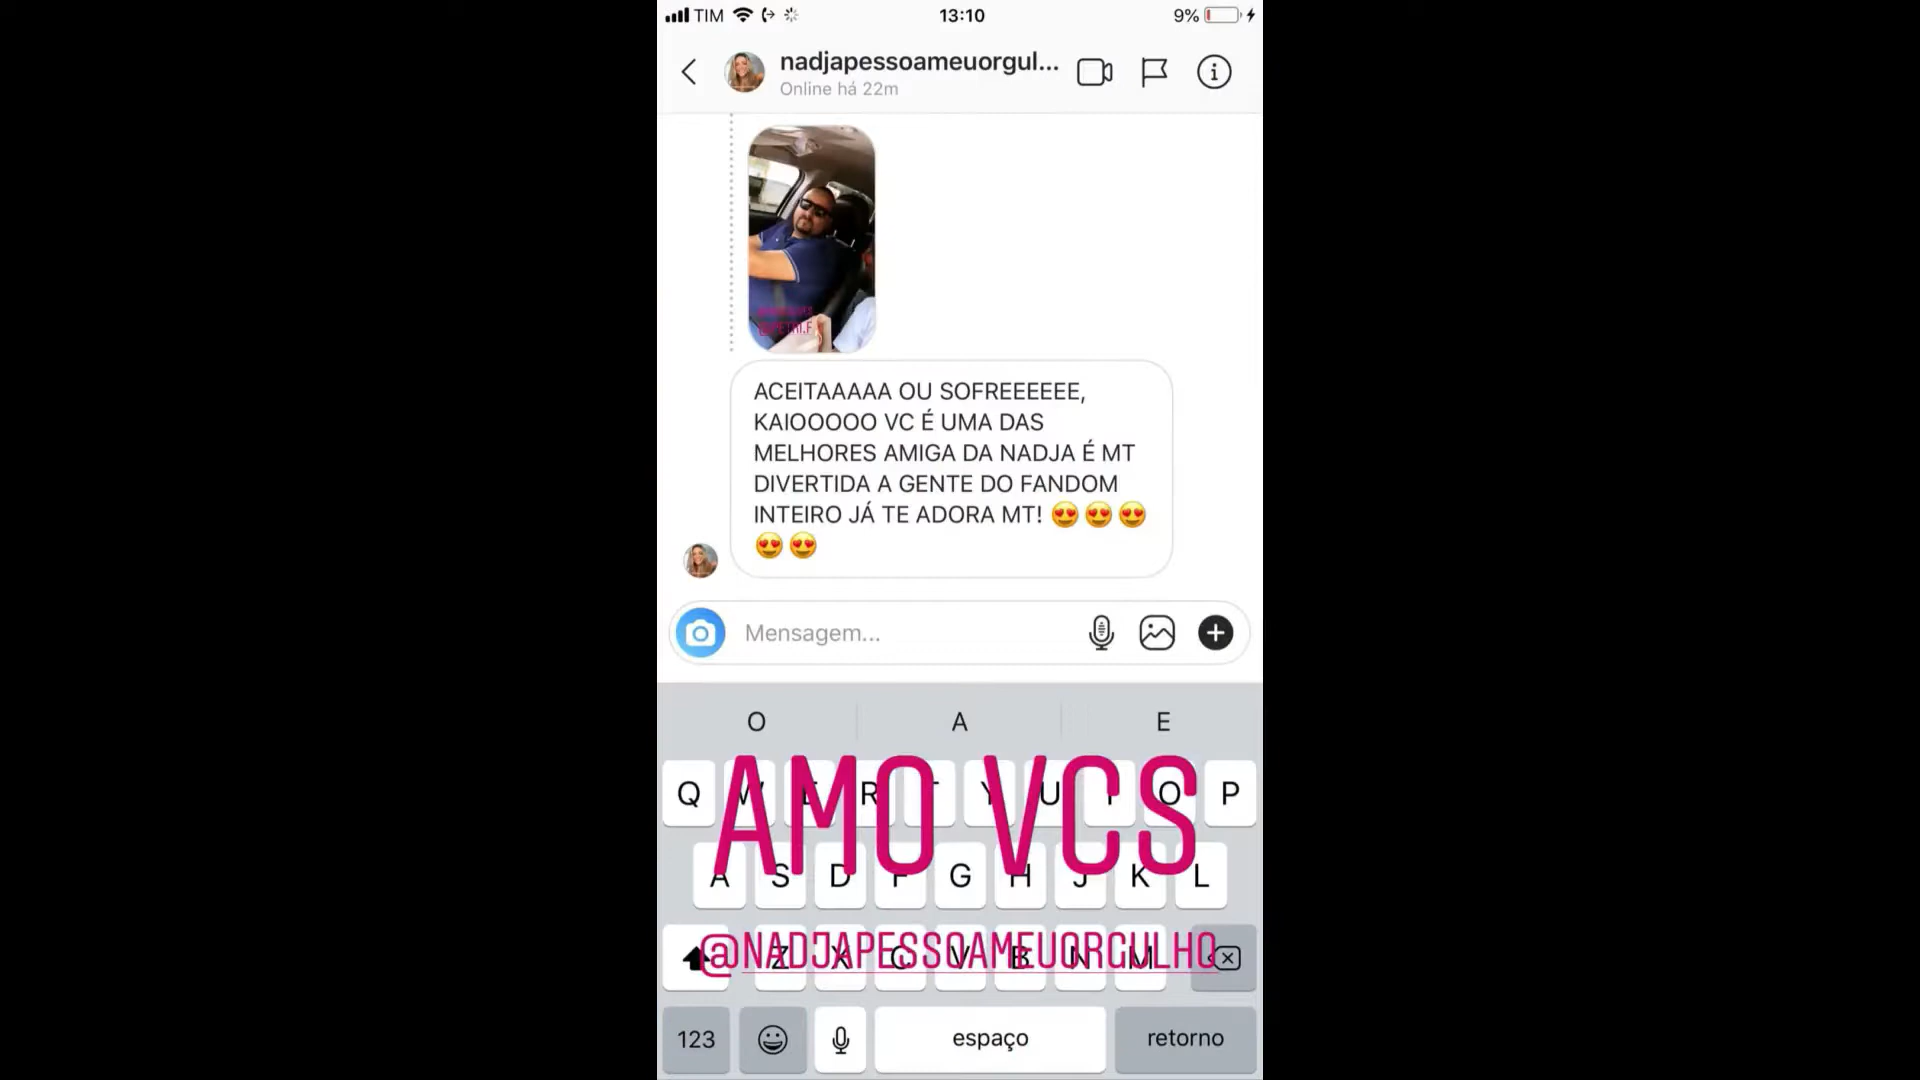 TIM 13:10 9%
nadjapessoameuorgul...
Online há 22m
ACEITAAAAA OU SOFREEEEEE,
KAIOOOOO VC É UMA DAS
MELHORES AMIGA DA NADJA É MT
DIVERTIDA A GENTE DO FANDOM
INTEIRO JÁ TE ADORA MT! 😍😍😍
😍😍
Mensagem...
O A E
AMO VCS
Q W E R T Y U I O P
A S D F G H J K L
@NADJAPESSOAMEUORGULHO
Z X C V B N M
123 espaço retorno